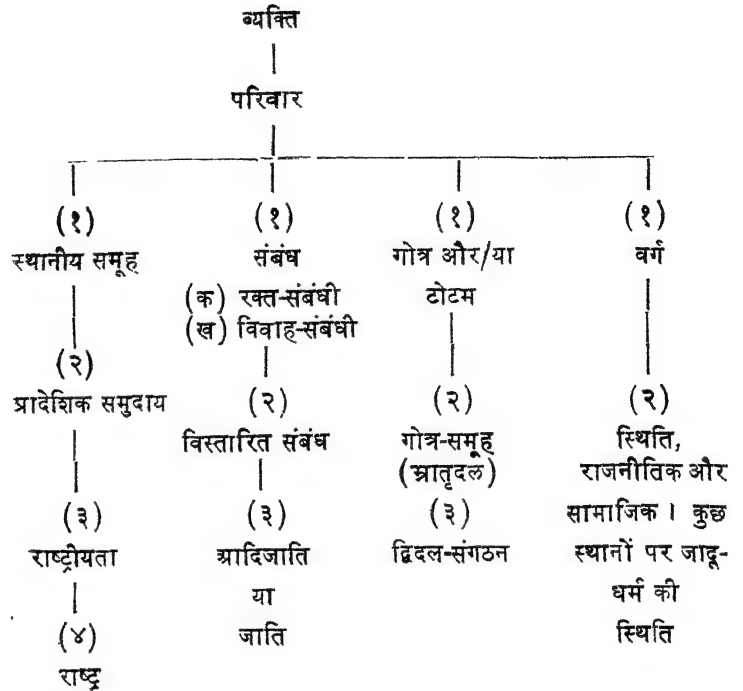 व्यक्ति
परिवार
(१)
स्थानीय समूह
(२)
प्रादेशिक समुदाय
(३)
राष्ट्रीयता
(४)
राष्ट्र
(१)
संबंध
(क) रक्त-संबंधी
(ख) विवाह-संबंधी
(२)
विस्तारित संबंध
(३)
आदिजाति
या
जाति
(१)
गोत्र और/या
टोटम
(२)
गोत्र-समूह
(भ्रातृदल)
(३)
द्विदल-संगठन
(१)
वर्ग
(२)
स्थिति,
राजनीतिक और
सामाजिक । कुछ
स्थानों पर जादू-
धर्म की
स्थिति